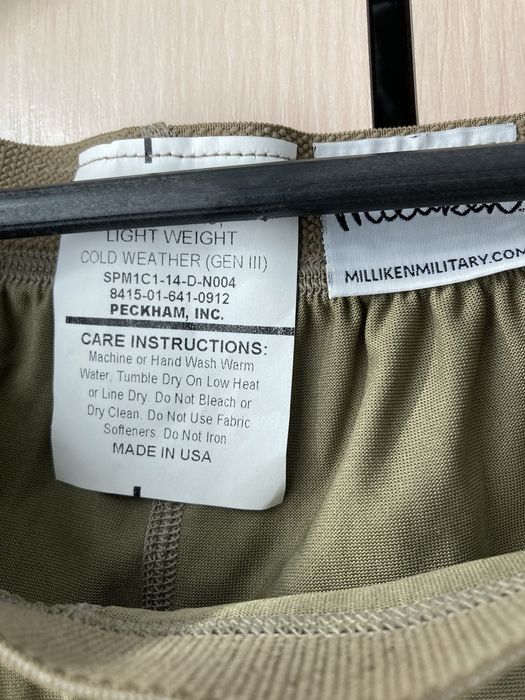 LIGHT WEIGHT
COLD WEATHER (GEN III)
SPM1C1-14-D-N004
8415-01-641-0912
PECKHAM, INC.
CARE INSTRUCTIONS:
Machine or Hand Wash Warm
Water, Tumble Dry On Low Heat
or Line Dry. Do Not Bleach or
Dry Clean. Do Not Use Fabric
Softeners. Do Not Iron
MADE IN USA
MILLIKENMILITARY.COM